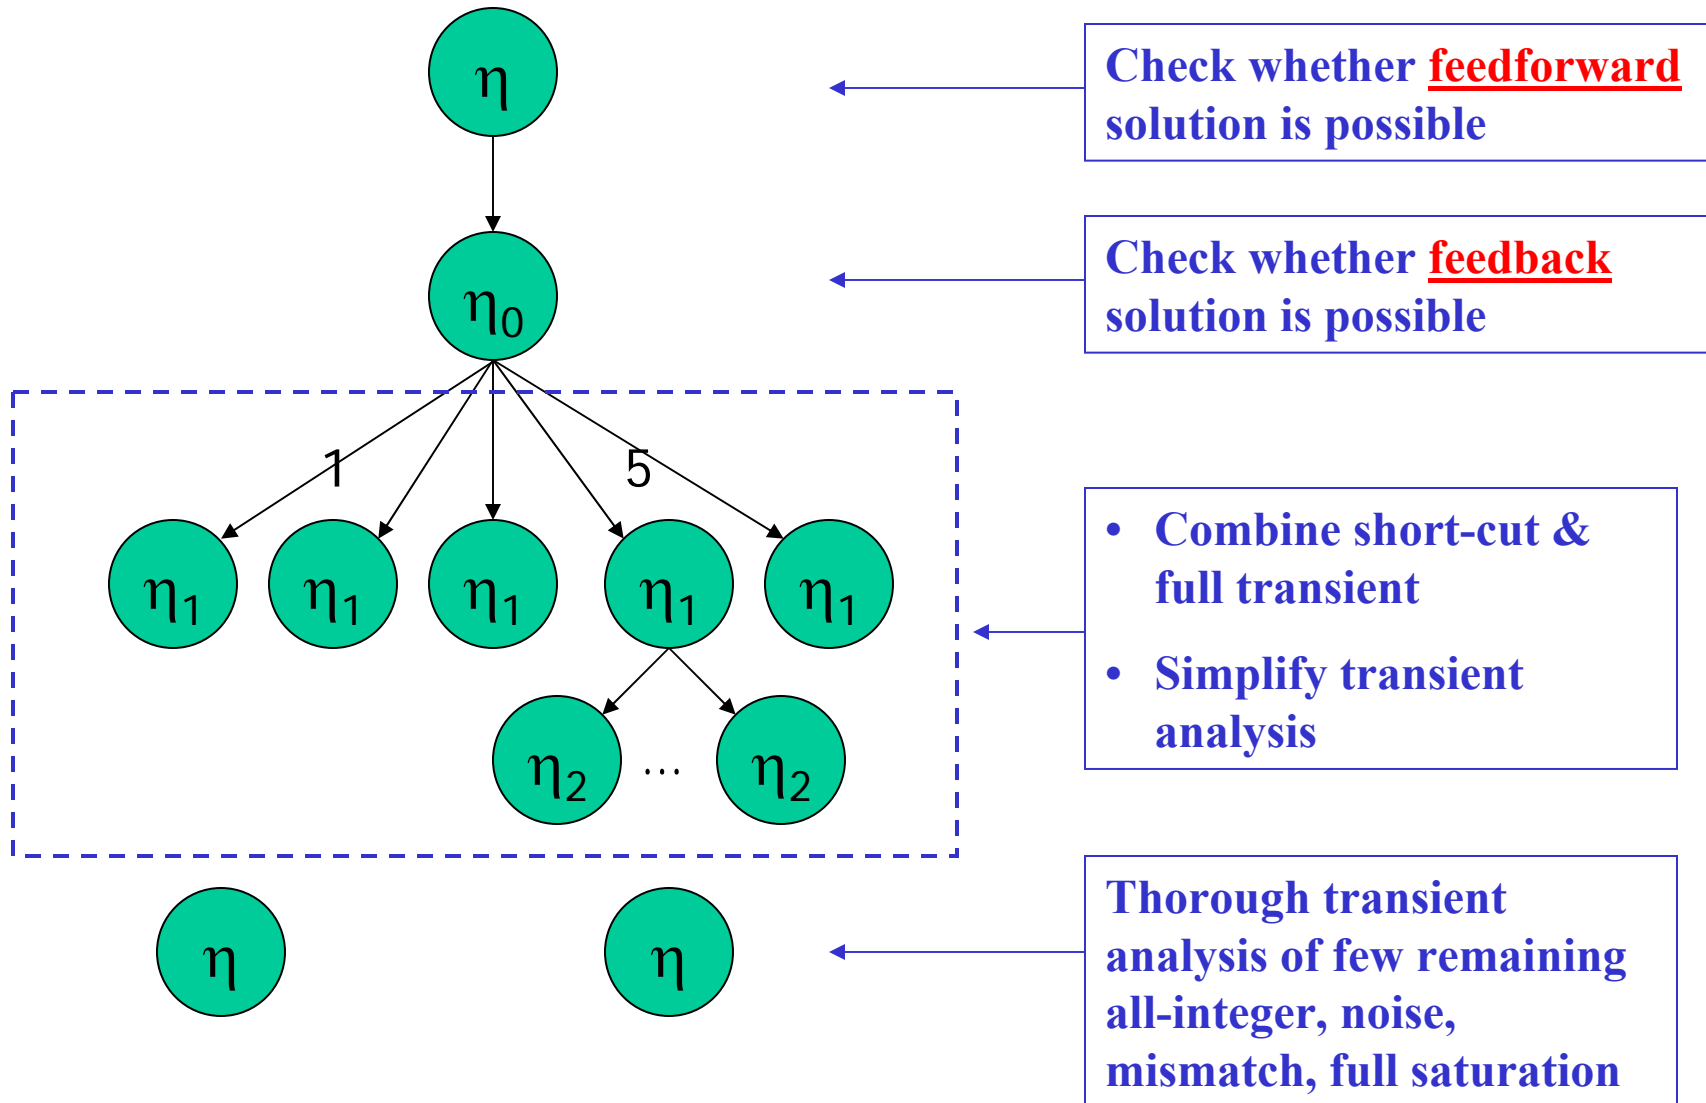 η
Check whether feedforward
solution is possible
η0
Check whether feedback
solution is possible
1
5
η1
η1
η1
η1
η1
• Combine short-cut &
full transient
• Simplify transient
analysis
η2
...
η2
η
η
Thorough transient
analysis of few remaining
all-integer, noise,
mismatch, full saturation